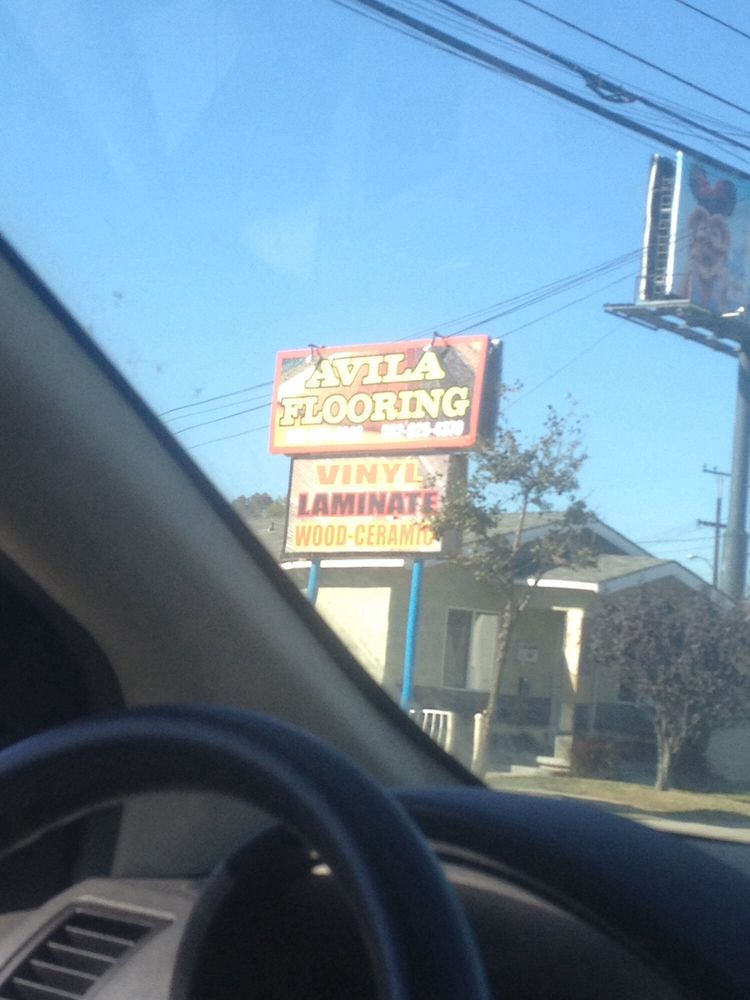 AVILA
FLOORING
VINYL
LAMINATE
WOOD-CERAMIC